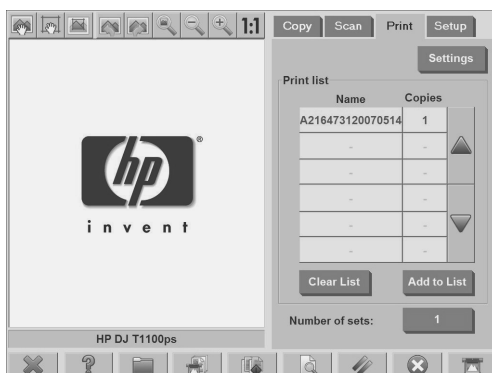 1:1
Copy Scan Print Setup
Settings
Print list
Name Copies
A216473120070514 1
- -
- -
- -
- -
- -
Clear List Add to List
Number of sets: 1
hp ®
invent
HP DJ T1100ps